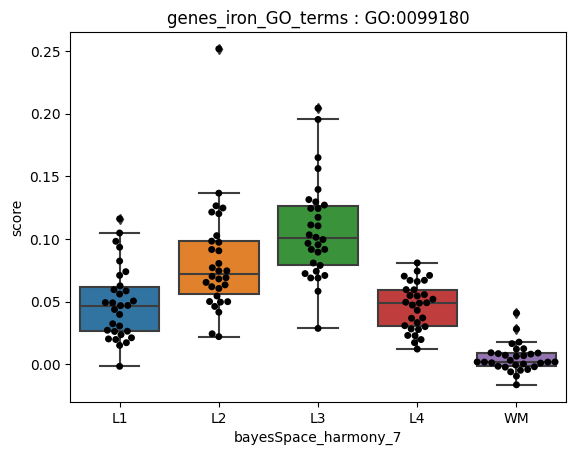 genes_iron_GO_terms : GO:0099180
0.25
0.20
0.15
0.10
0.05
0.00
score
L1 L2 L3 L4 WM
bayesSpace_harmony_7